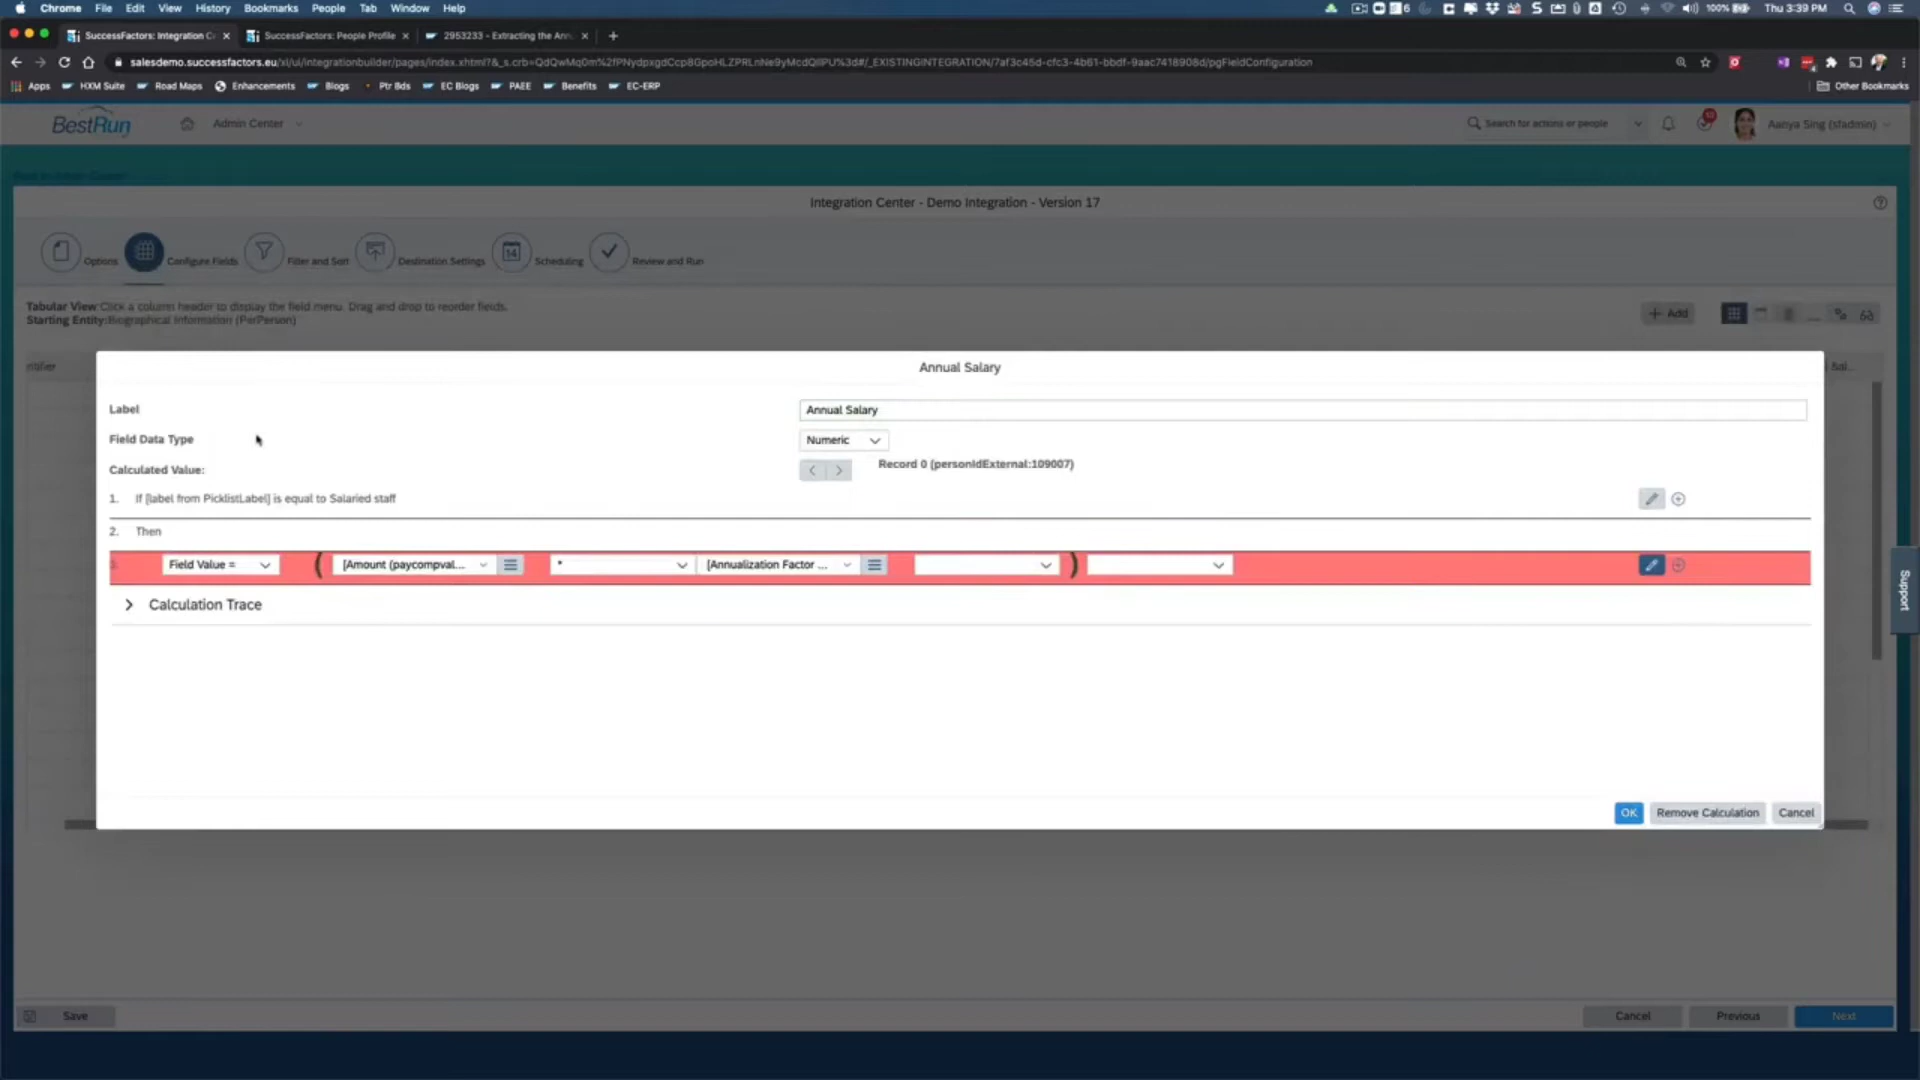 Chrome File Edit View History Bookmarks People Tab Window Help
6 100% Thu 3:39 PM
SuccessFactors: Integration C
SuccessFactors: People Profile
2953233 - Extracting the Ann
Apps HXM Suite Road Maps Enhancements Blogs Ptr Bds EC Blogs PAEE Benefits EC-ERP Other Bookmarks
BestRun Admin Center Search for actions or people Aanya Sing (sfadmin)
Integration Center - Demo Integration - Version 17
Options Configure Fields Filter and Sort Destination Settings 14 Scheduling Review and Run
Tabular View:Click a column header to display the field menu. Drag and drop to reorder fields.
Starting Entity:Biographical Information (PerPerson)
+ Add
ntifier
Sal...
Annual Salary
Label Annual Salary
Field Data Type Numeric
Calculated Value: Record 0 (personIdExternal:109007)
1. If [label from PicklistLabel] is equal to Salaried staff
2. Then
Field Value = ( [Amount (paycompval... * [Annualization Factor ... )
Calculation Trace
OK Remove Calculation Cancel
Support
Save Cancel Previous Next